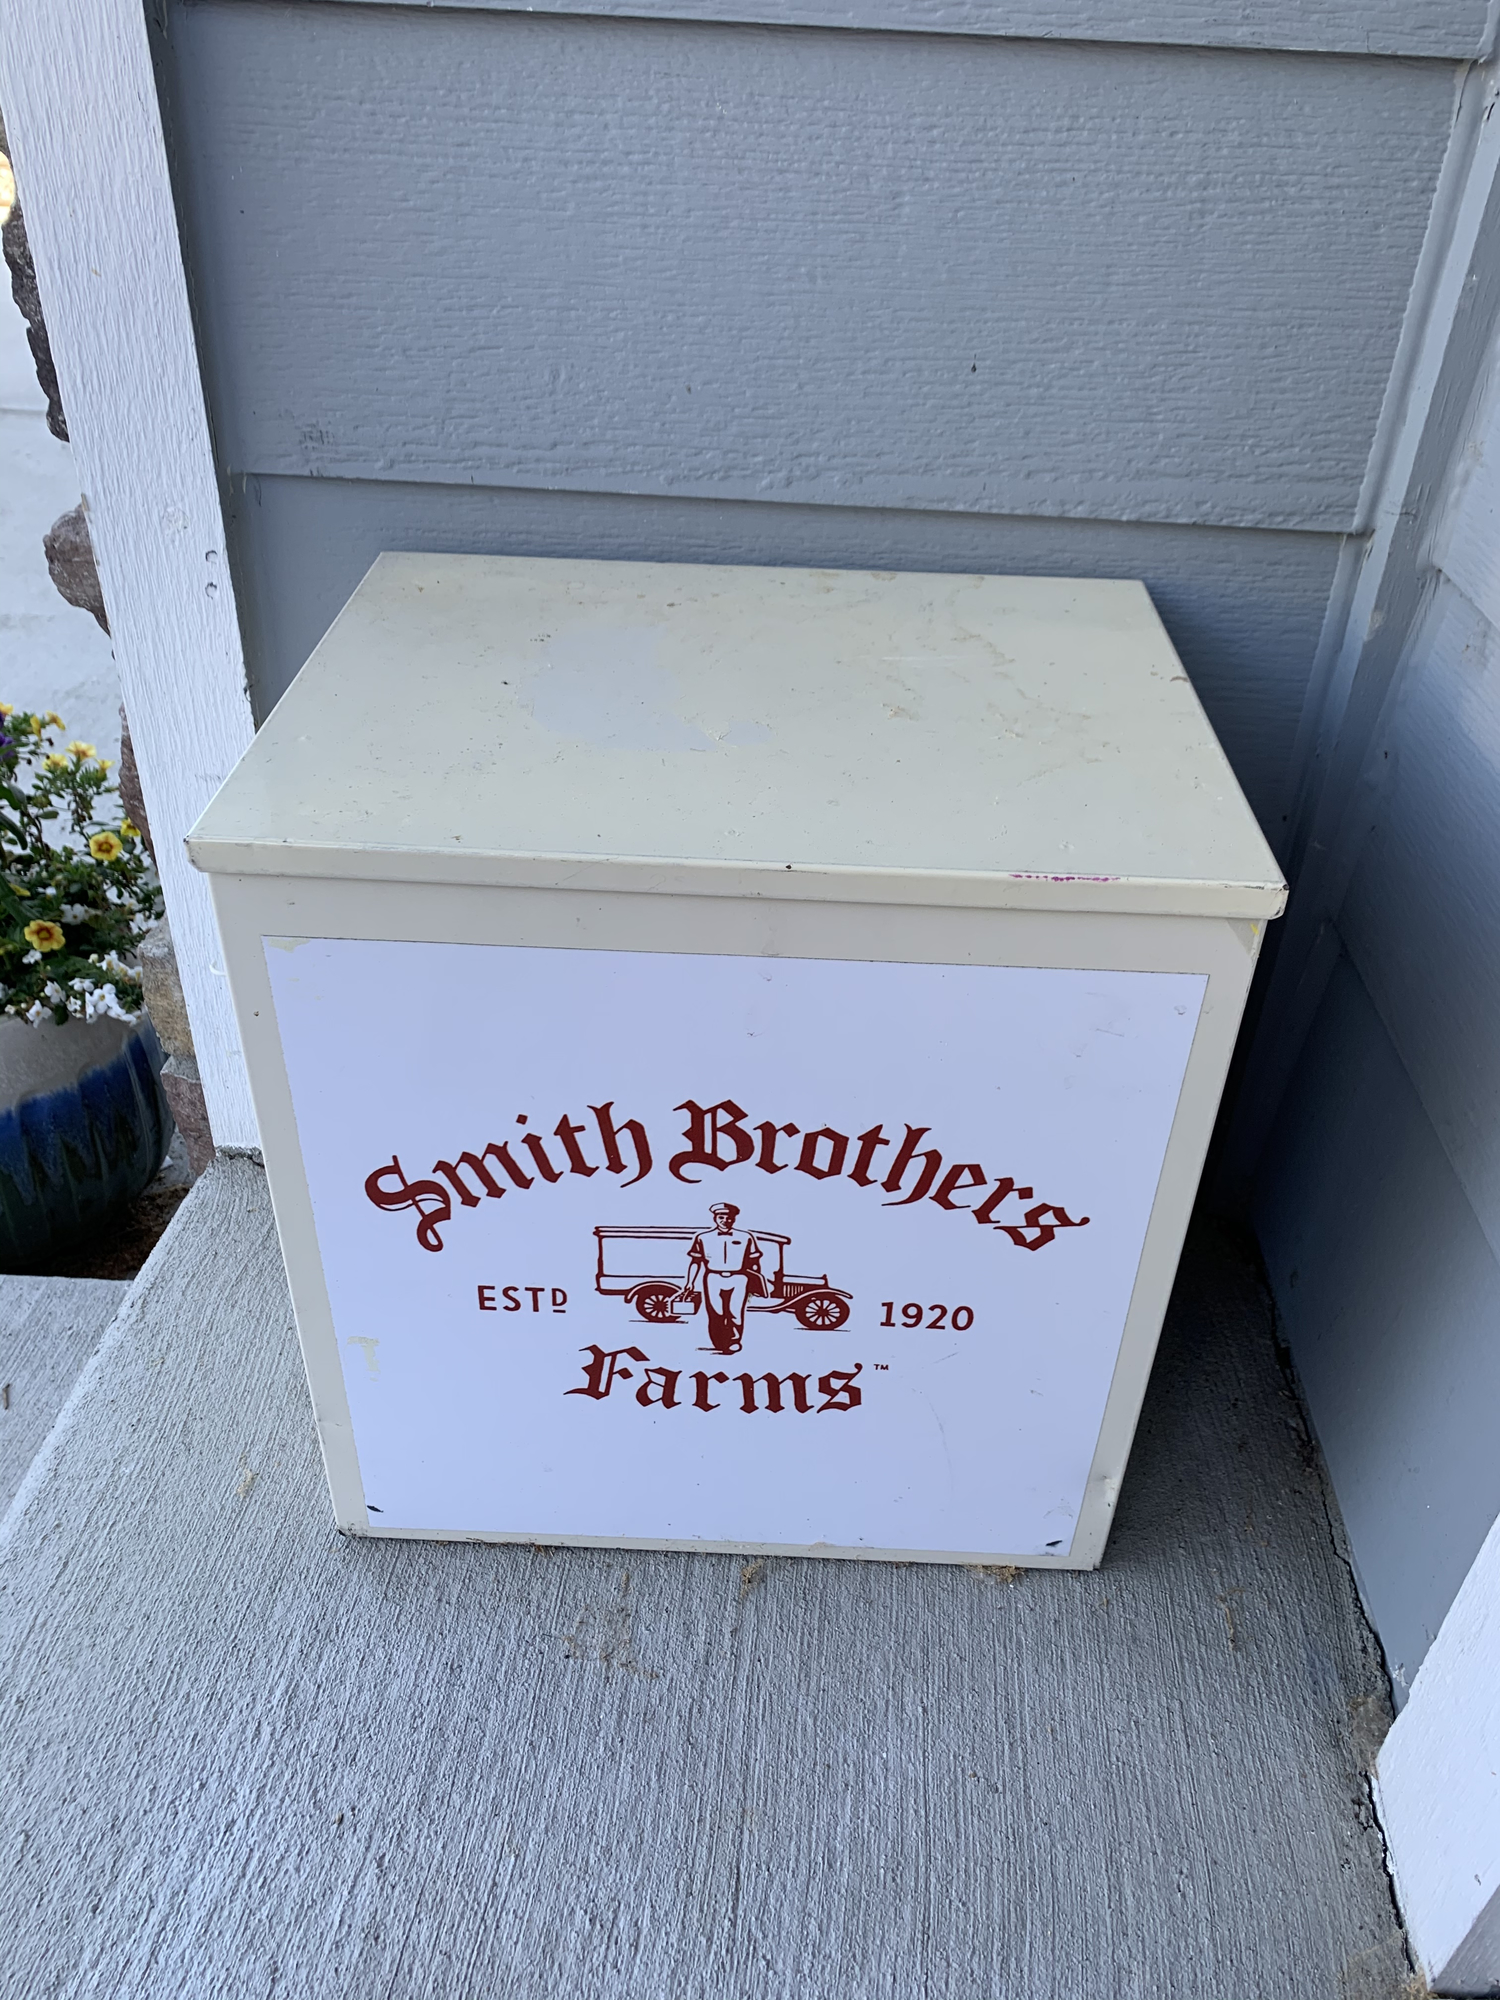 Smith Brothers
ESTD 1920
Farms™